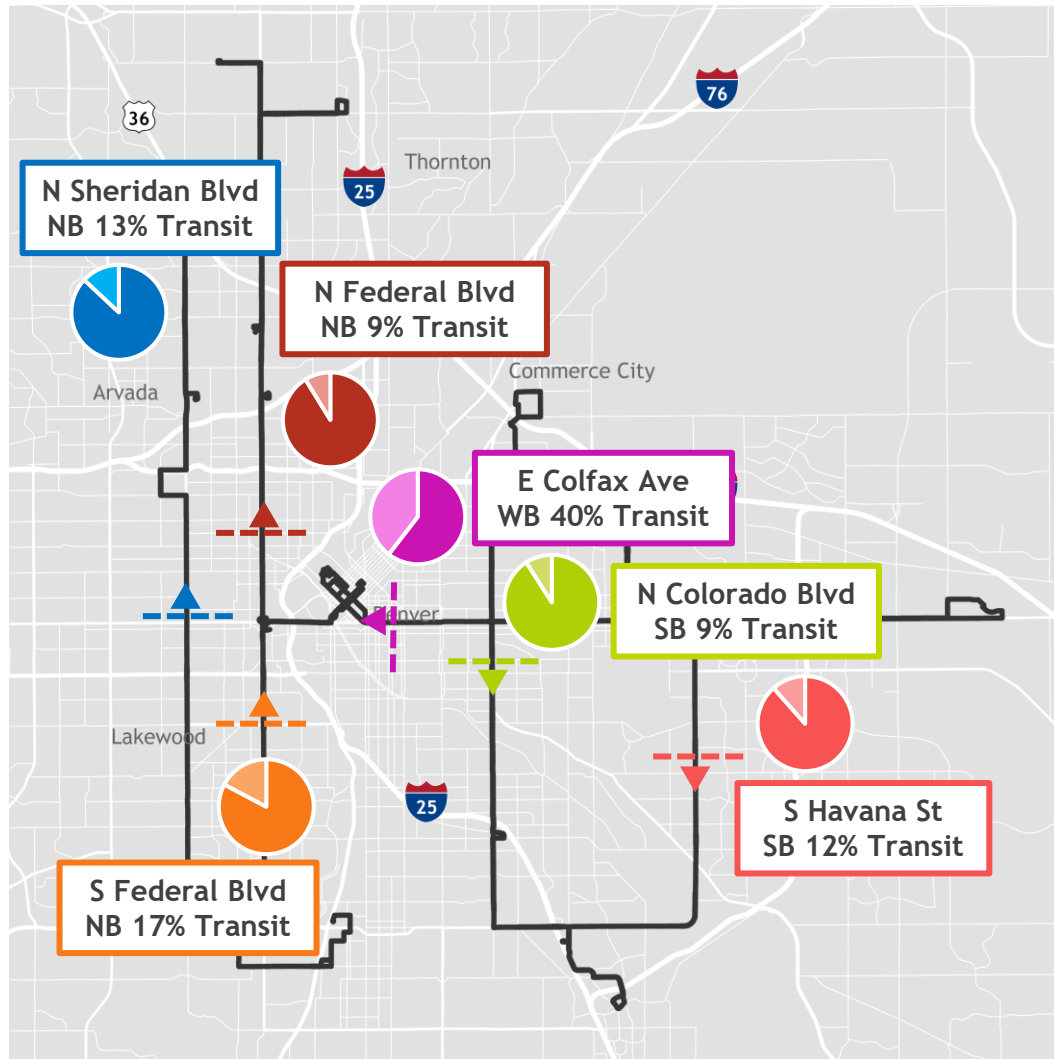 76
36
Thornton
25
N Sheridan Blvd
NB 13% Transit
N Federal Blvd
NB 9% Transit
Commerce City
Arvada
E Colfax Ave
WB 40% Transit
N Colorado Blvd
SB 9% Transit
Denver
Lakewood
25
S Havana St
SB 12% Transit
S Federal Blvd
NB 17% Transit